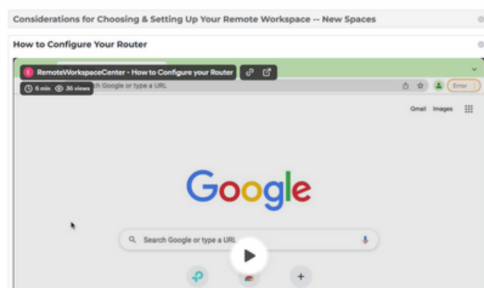 Considerations for Choosing & Setting Up Your Remote Workspace -- New Spaces
How to Configure Your Router
RemoteWorkspaceCenter - How to Configure your Router
6 min 36 views
ch Google or type a URL
Error
Gmail Images
Google
Search Google or type a URL